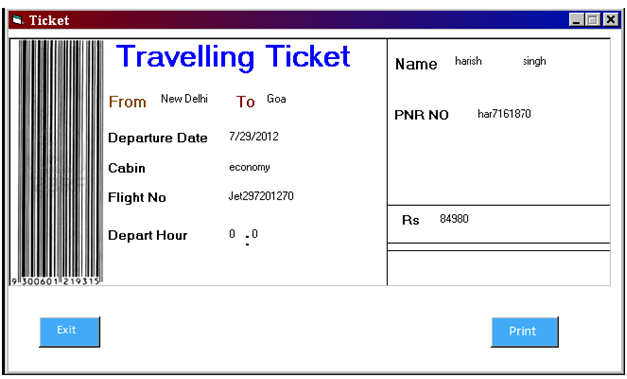 Ticket
Travelling Ticket
From New Delhi To Goa
Departure Date 7/29/2012
Cabin economy
Flight No Jet297201270
Depart Hour 0 : 0
9 300601 219315
Name harish singh
PNR NO har7161870
Rs 84980
Exit
Print